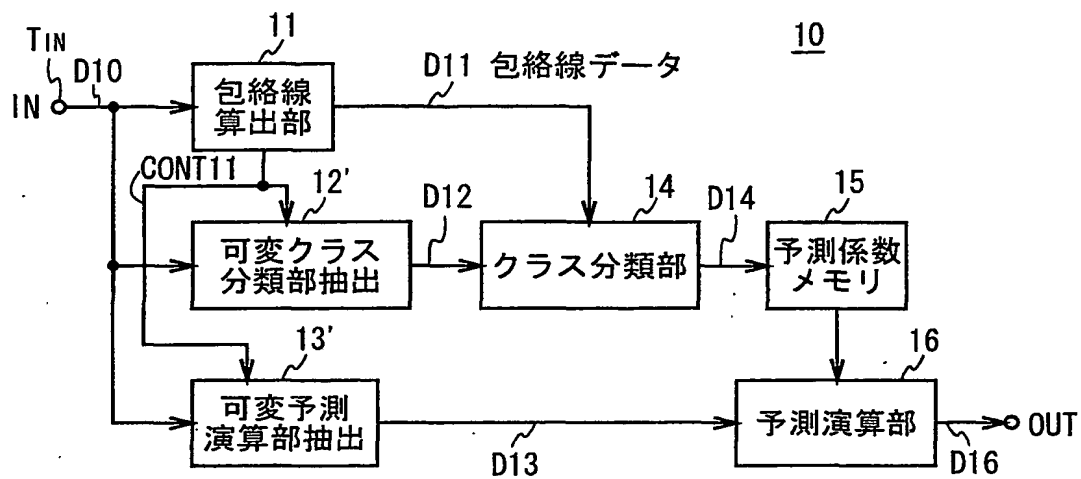 TIN
11
10
D10
D11 包絡線データ
IN
包絡線
算出部
CONT11
12'
D12
14
D14
15
可変クラス
分類部抽出
クラス分類部
予測係数
メモリ
13'
16
可変予測
演算部抽出
予測演算部
OUT
D13
D16